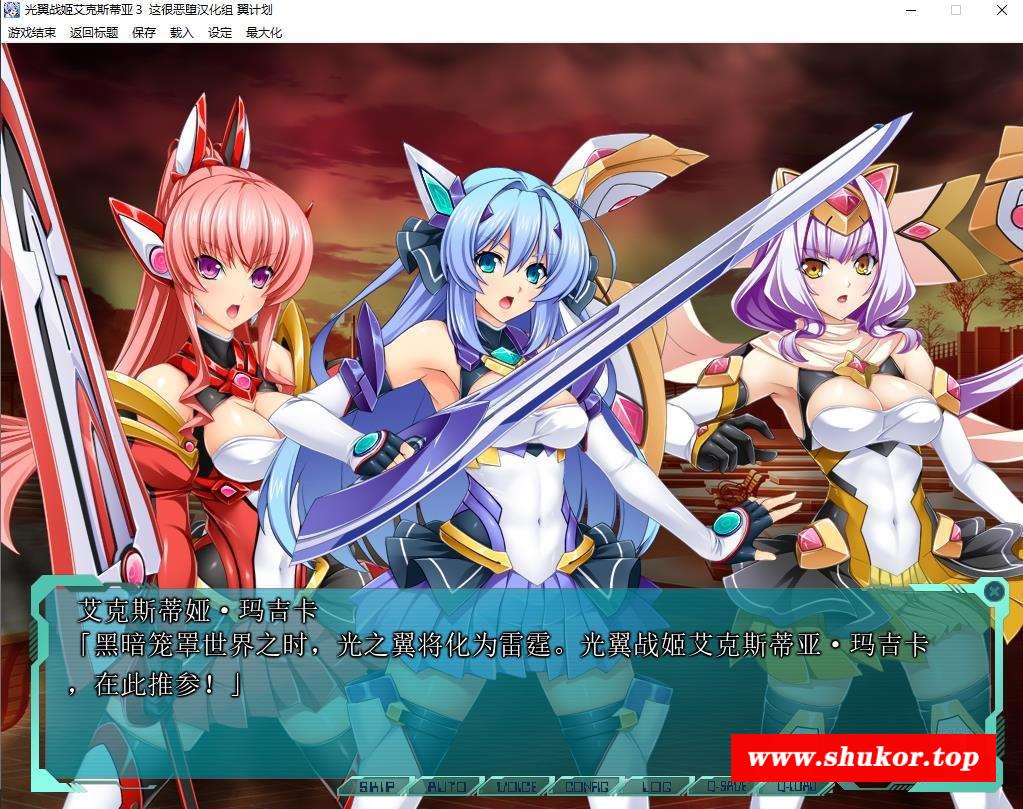 光翼战姬艾克斯蒂亚 3 这很恶堕汉化组 翼计划
游戏结束 返回标题 保存 载入 设定 最大化
艾克斯蒂娅·玛吉卡
「黑暗笼罩世界之时，光之翼将化为雷霆。光翼战姬艾克斯蒂亚·玛吉卡
，在此推参！」
www.shukor.top
SKIP AUTO VOICE CONFIG LOG Q-SAVE Q-LOAD